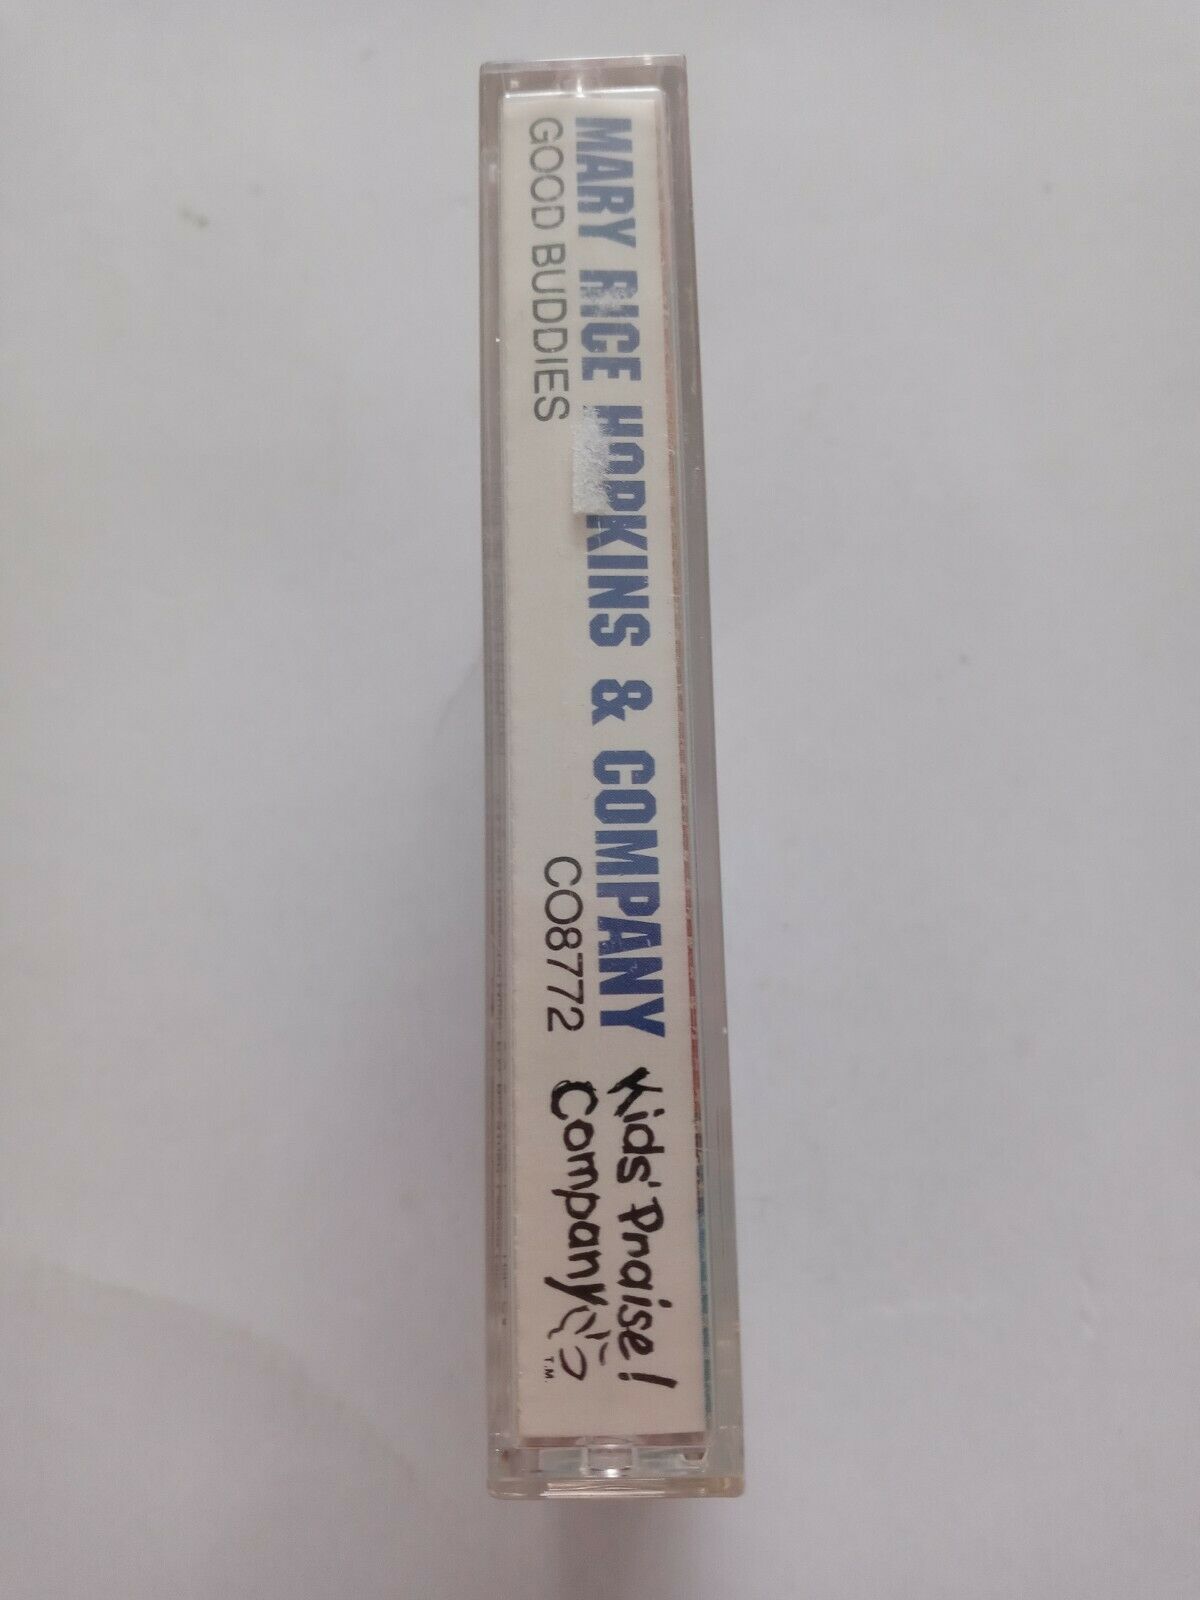 MARY RICE HOPKINS & COMPANY
GOOD BUDDIES
CO8772
Kids' Praise!
Company
T.M.